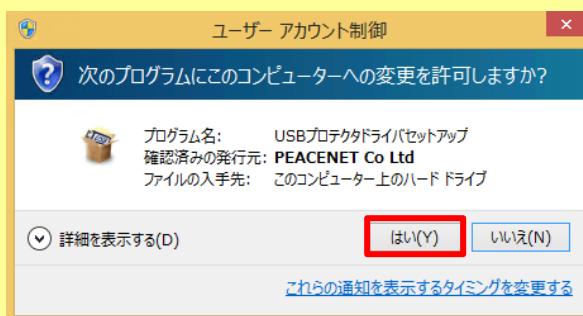 ユーザー アカウント制御
次のプログラムにこのコンピューターへの変更を許可しますか?
プログラム名: USBプロテクタドライバセットアップ
確認済みの発行元: PEACENET Co Ltd
ファイルの入手先: このコンピューター上のハード ドライブ
詳細を表示する(D) はい(Y) いいえ(N)
これらの通知を表示するタイミングを変更する